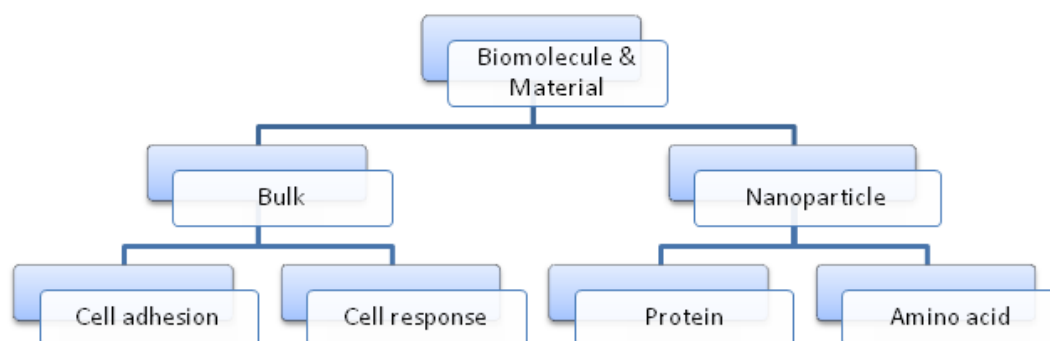 Biomolecule &
Material
Bulk
Nanoparticle
Cell adhesion
Cell response
Protein
Amino acid